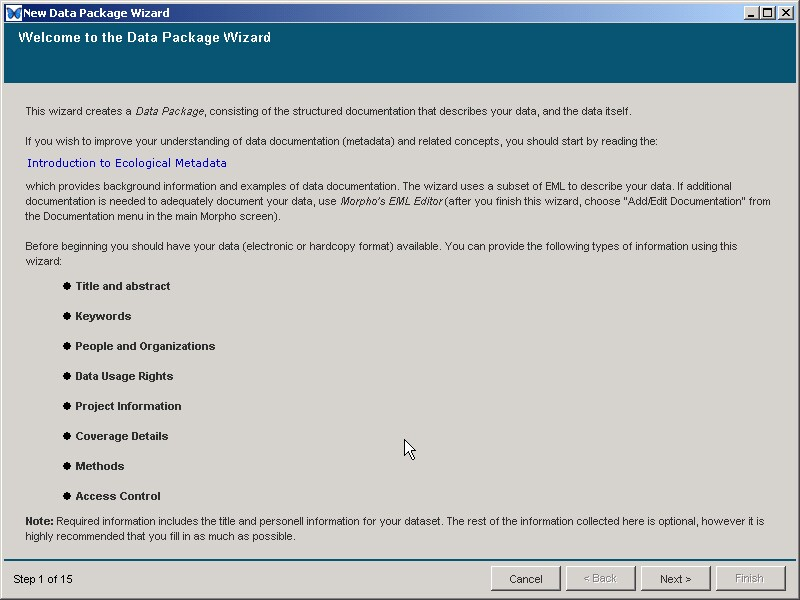 New Data Package Wizard
Welcome to the Data Package Wizard
This wizard creates a Data Package, consisting of the structured documentation that describes your data, and the data itself.
If you wish to improve your understanding of data documentation (metadata) and related concepts, you should start by reading the:
Introduction to Ecological Metadata
which provides background information and examples of data documentation. The wizard uses a subset of EML to describe your data. If additional
documentation is needed to adequately document your data, use Morpho's EML Editor (after you finish this wizard, choose "Add/Edit Documentation" from
the Documentation menu in the main Morpho screen).
Before beginning you should have your data (electronic or hardcopy format) available. You can provide the following types of information using this
wizard:
● Title and abstract
● Keywords
● People and Organizations
● Data Usage Rights
● Project Information
● Coverage Details
● Methods
● Access Control
Note: Required information includes the title and personell information for your dataset. The rest of the information collected here is optional, however it is
highly recommended that you fill in as much as possible.
Step 1 of 15 Cancel < Back Next > Finish